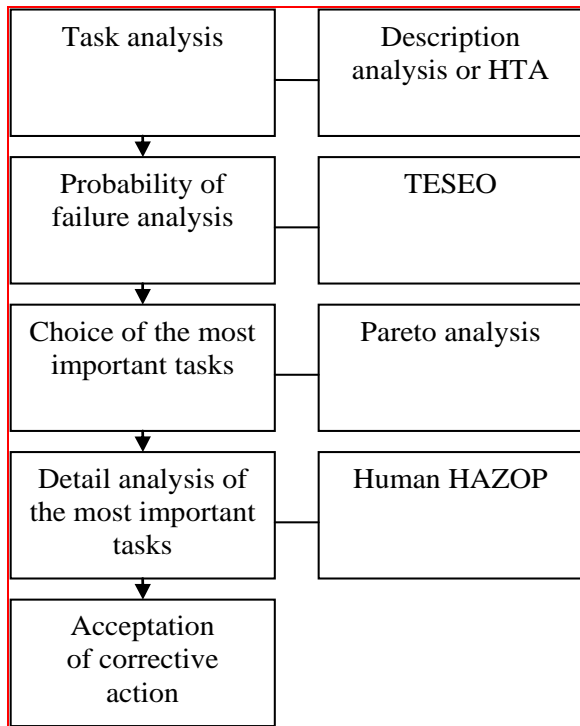 Task analysis
Description
analysis or HTA
Probability of
failure analysis
TESEO
Choice of the most
important tasks
Pareto analysis
Detail analysis of
the most important
tasks
Human HAZOP
Acceptation
of corrective
action